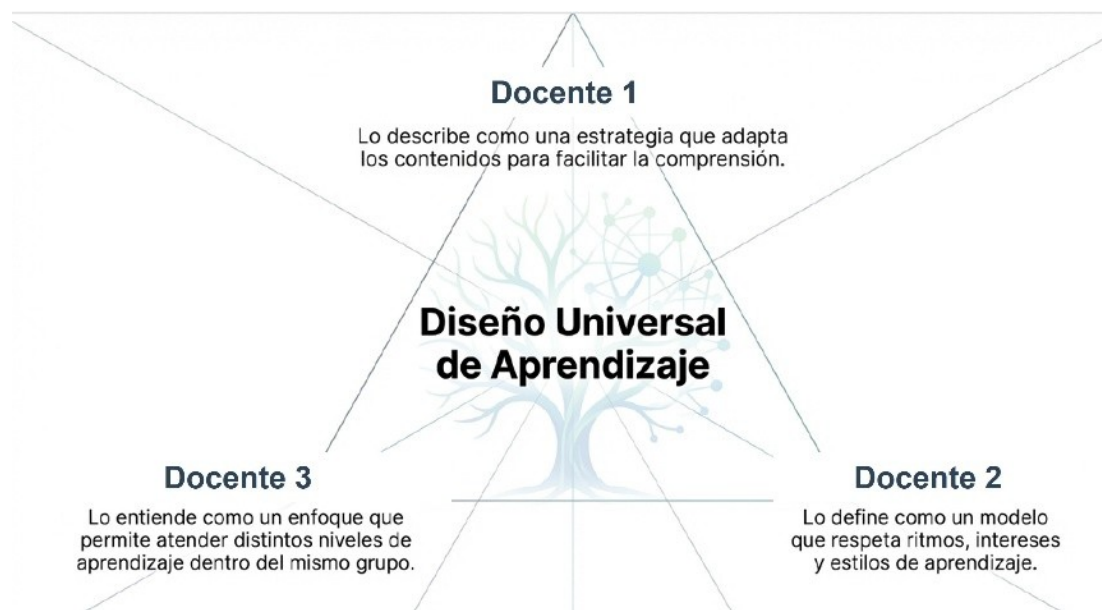 Docente 1
Lo describe como una estrategia que adapta
los contenidos para facilitar la comprensión.
Diseño Universal
de Aprendizaje
Docente 3
Lo entiende como un enfoque que
permite atender distintos niveles de
aprendizaje dentro del mismo grupo.
Docente 2
Lo define como un modelo
que respeta ritmos, intereses
y estilos de aprendizaje.